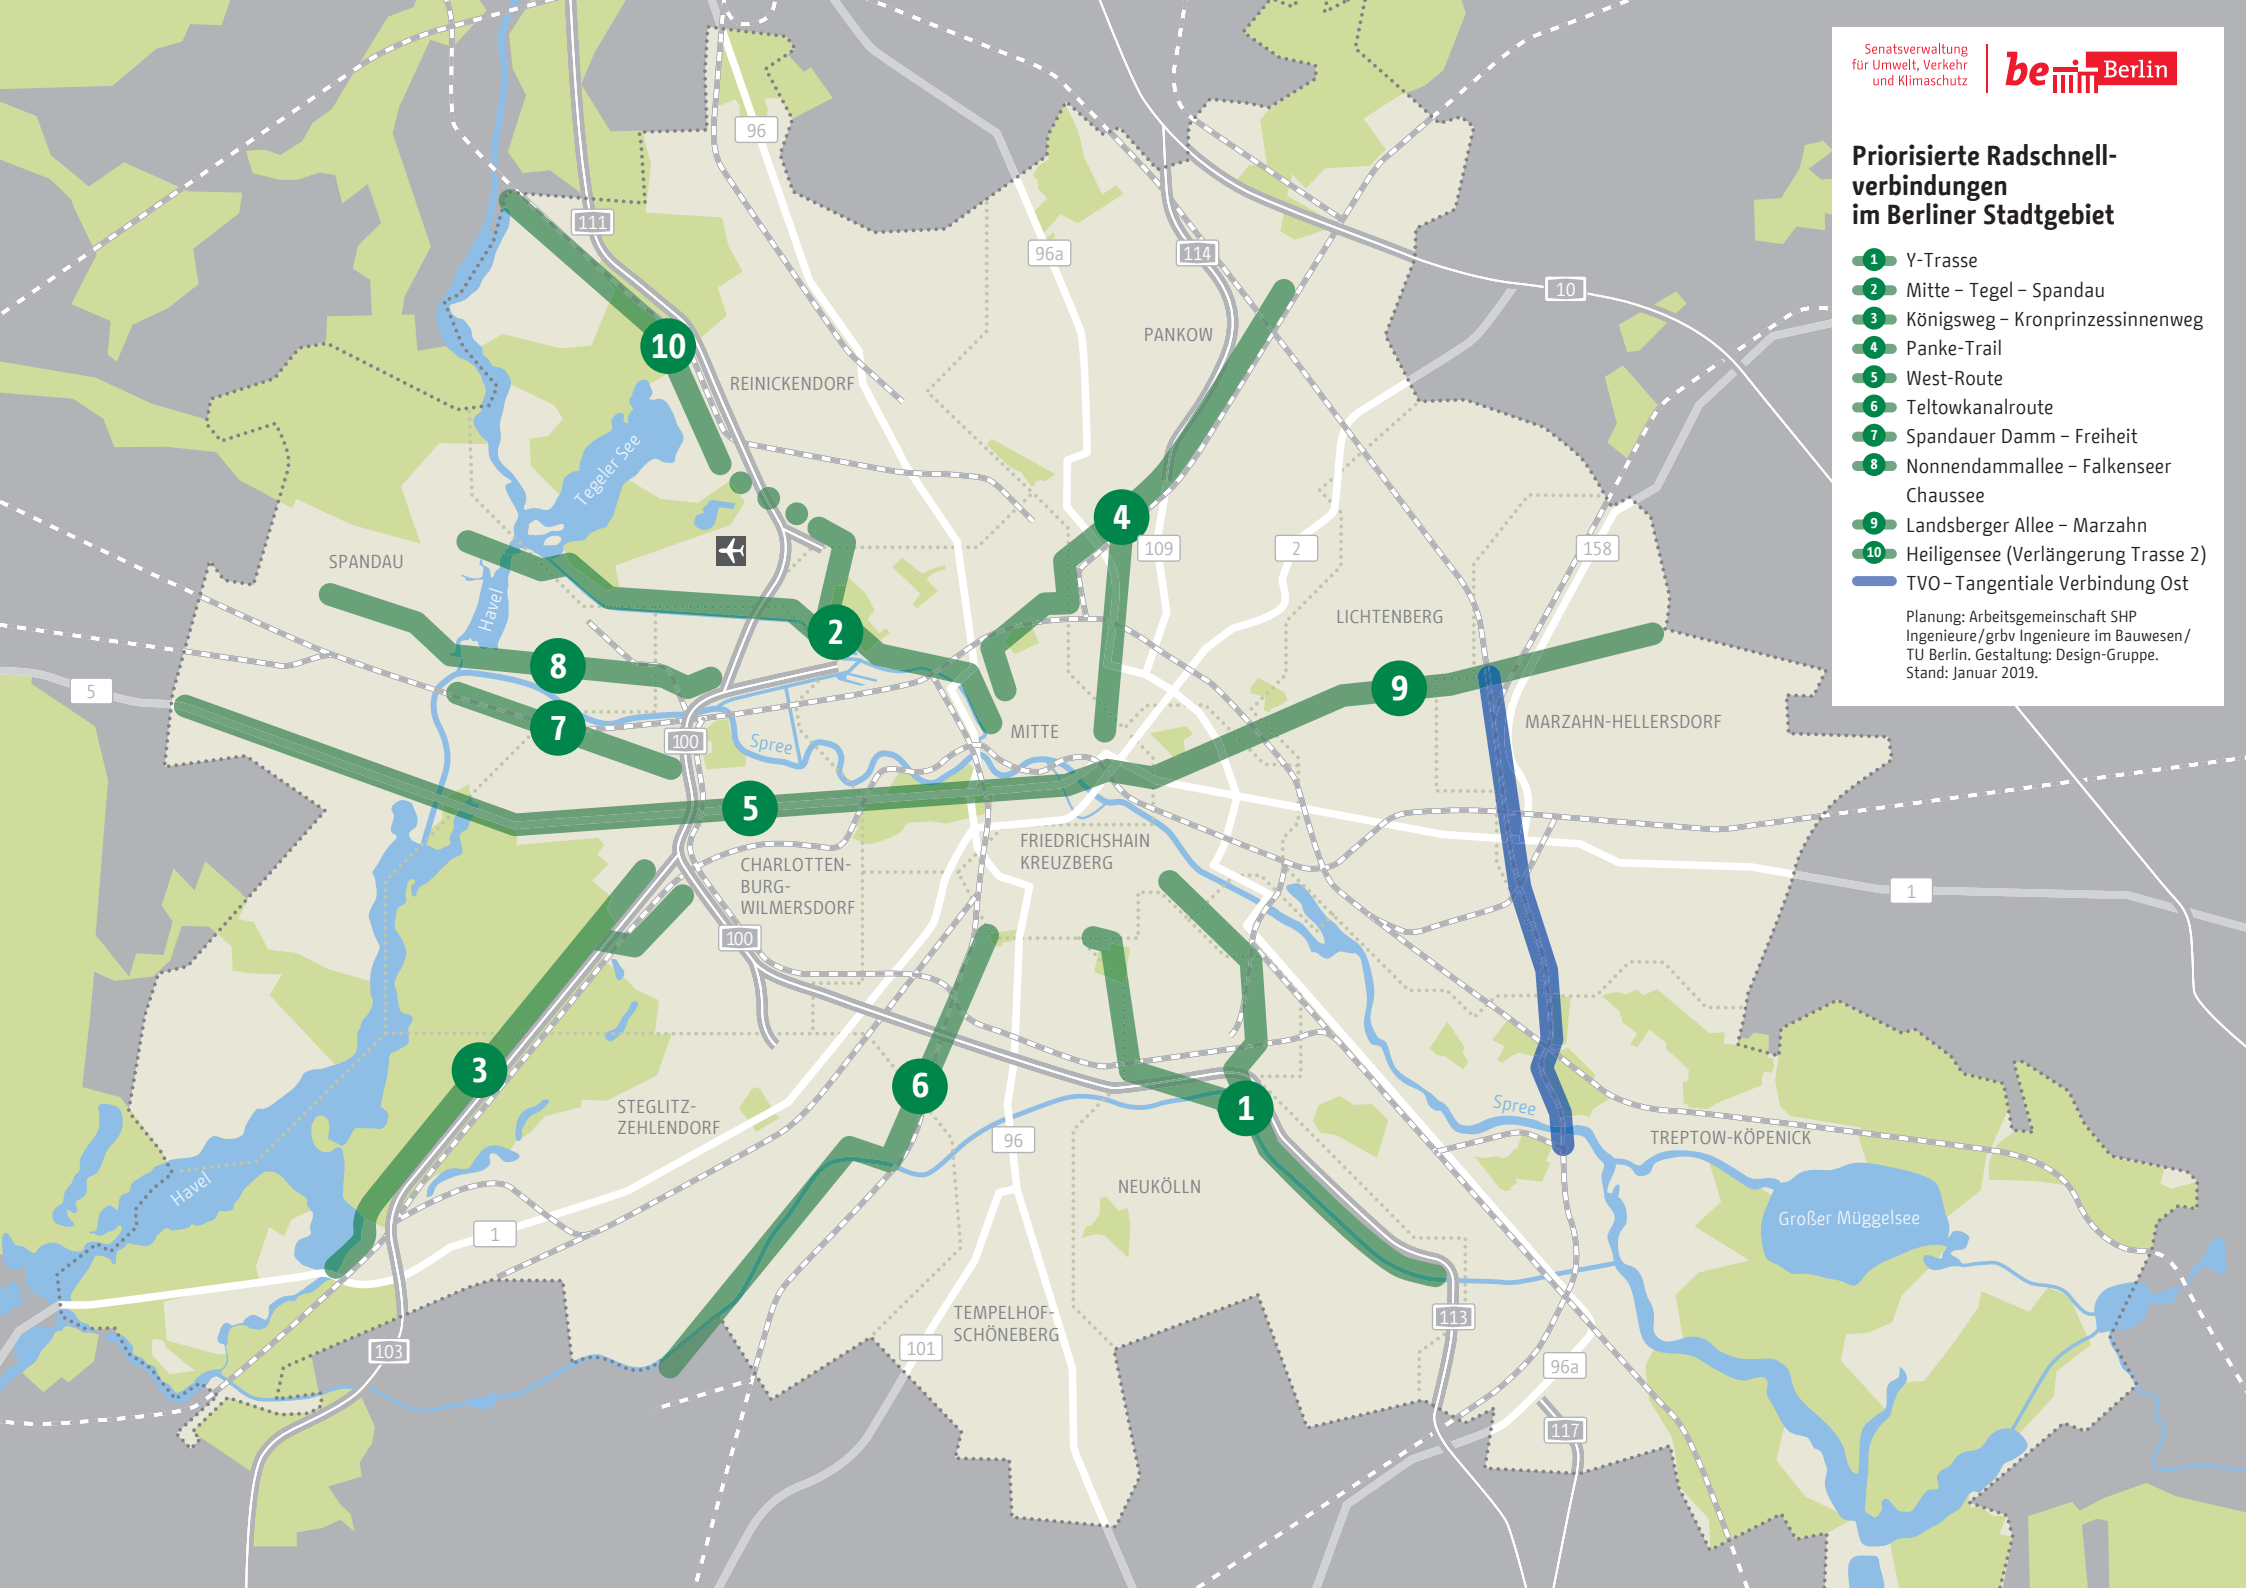 Senatsverwaltung
für Umwelt, Verkehr
und Klimaschutz
be Berlin
Priorisierte Radschnell-
verbindungen
im Berliner Stadtgebiet
1 Y-Trasse
2 Mitte – Tegel – Spandau
3 Königsweg – Kronprinzessinnenweg
4 Panke-Trail
5 West-Route
6 Teltowkanalroute
7 Spandauer Damm – Freiheit
8 Nonnendammallee – Falkenseer
Chaussee
9 Landsberger Allee – Marzahn
10 Heiligensee (Verlängerung Trasse 2)
TVO – Tangentiale Verbindung Ost
Planung: Arbeitsgemeinschaft SHP
Ingenieure/grbv Ingenieure im Bauwesen/
TU Berlin. Gestaltung: Design-Gruppe.
Stand: Januar 2019.
96
111
96a
114
10
PANKOW
10
REINICKENDORF
Tegeler See
4
109
2
158
SPANDAU
Havel
LICHTENBERG
2
8
9
5
7
100
Spree
MITTE
MARZAHN-HELLERSDORF
5
FRIEDRICHSHAIN
KREUZBERG
CHARLOTTEN-
BURG-
WILMERSDORF
1
100
3
6
1
STEGLITZ-
ZEHLENDORF
Spree
96
TREPTOW-KÖPENICK
Havel
NEUKÖLLN
Großer Müggelsee
1
TEMPELHOF-
SCHÖNEBERG
113
101
103
96a
117